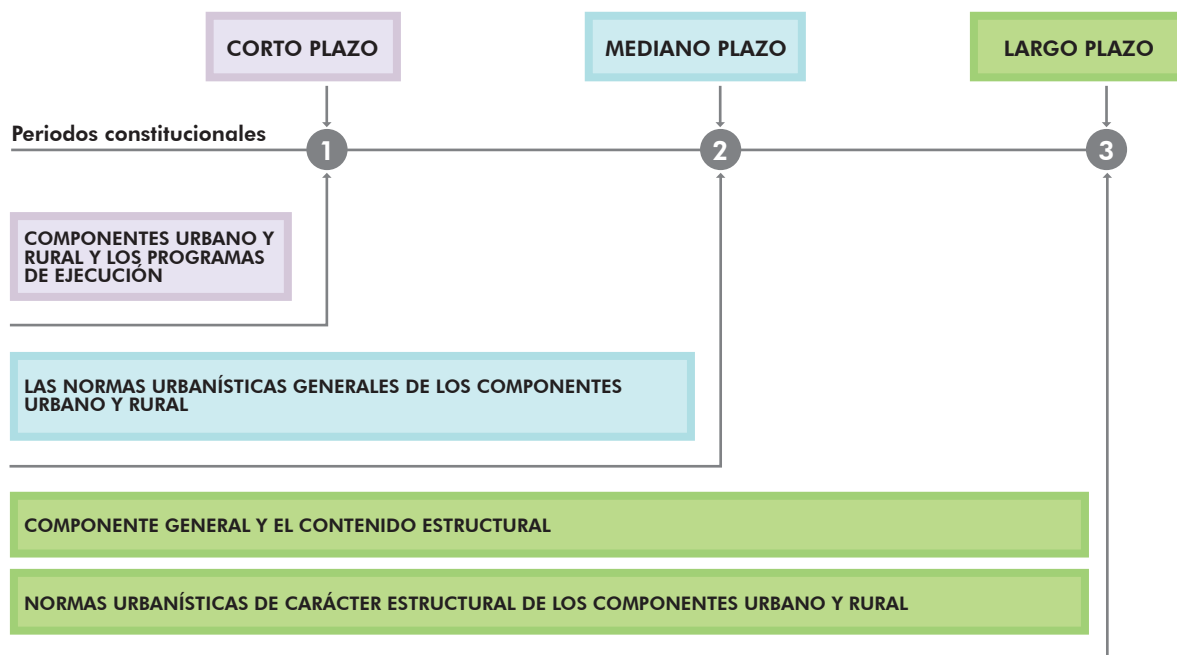 CORTO PLAZO
MEDIANO PLAZO
LARGO PLAZO
Periodos constitucionales
1
2
3
COMPONENTES URBANO Y
RURAL Y LOS PROGRAMAS
DE EJECUCIÓN
LAS NORMAS URBANÍSTICAS GENERALES DE LOS COMPONENTES
URBANO Y RURAL
COMPONENTE GENERAL Y EL CONTENIDO ESTRUCTURAL
NORMAS URBANÍSTICAS DE CARÁCTER ESTRUCTURAL DE LOS COMPONENTES URBANO Y RURAL